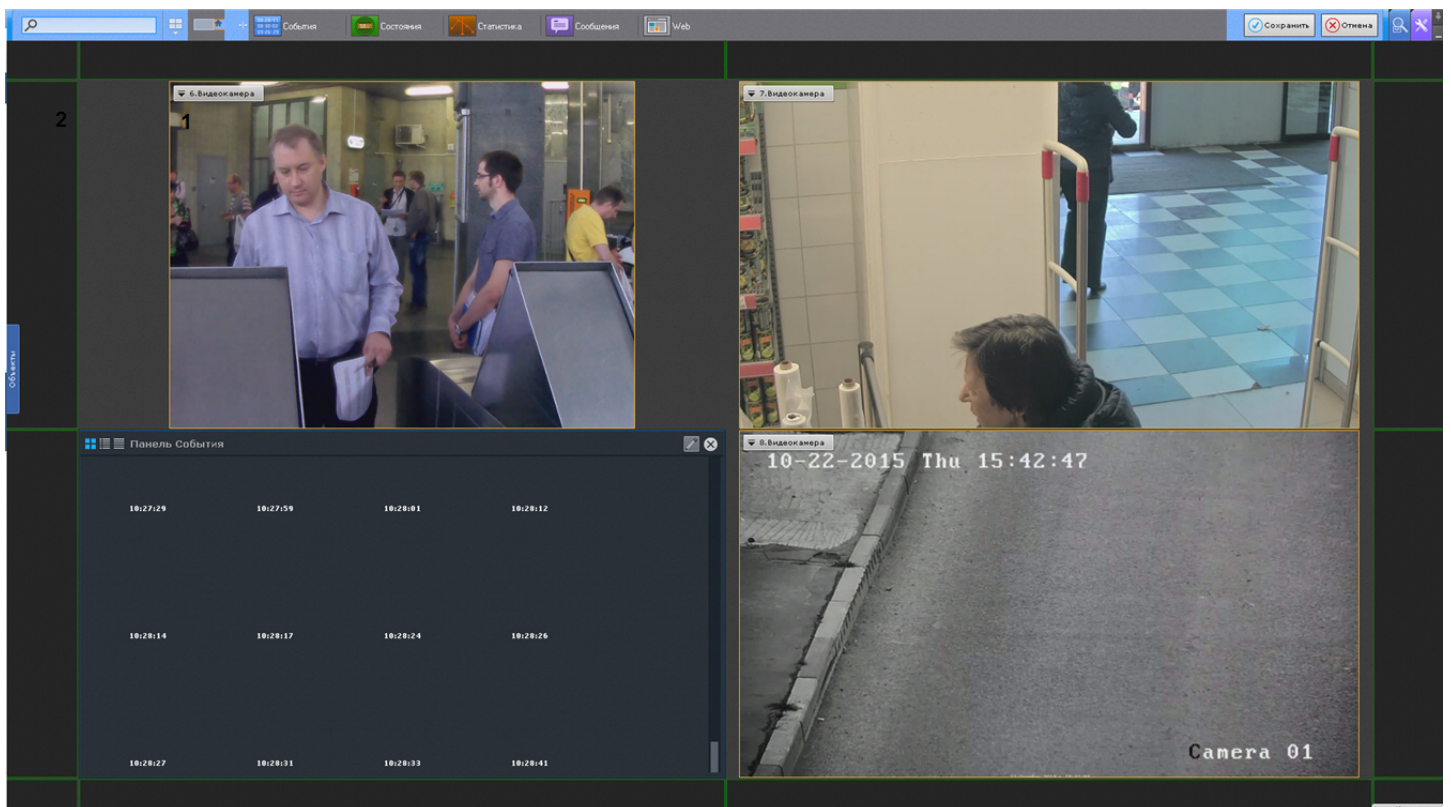 События Состояния Статистика Сообщения Web Сохранить Отмена
2
1
6.Видеокамера
7.Видеокамера
Объекты
Панель События
10:27:29 10:27:59 10:28:01 10:28:12
10:28:14 10:28:17 10:28:24 10:28:26
10:28:27 10:28:31 10:28:33 10:28:41
8.Видеокамера
10-22-2015 Thu 15:42:47
Camera 01